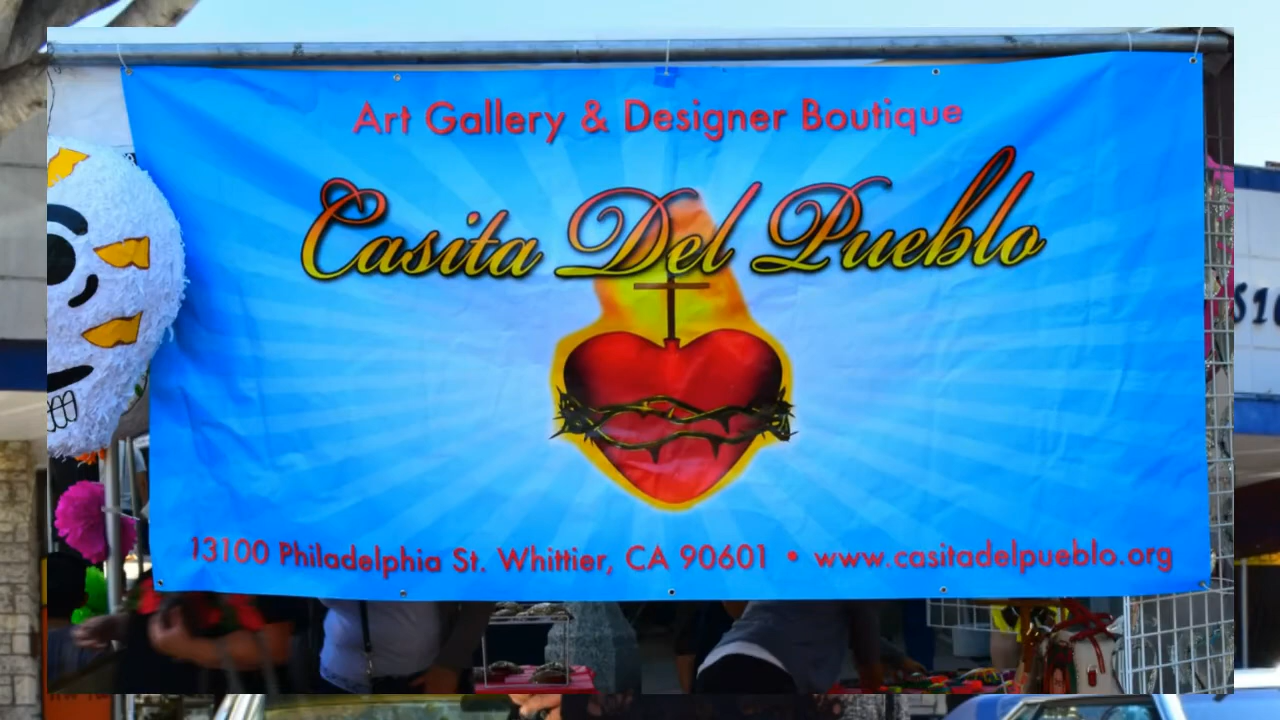 Art Gallery & Designer Boutique
Casita Del Pueblo
13100 Philadelphia St. Whittier, CA 90601 • www.casitadelpueblo.org